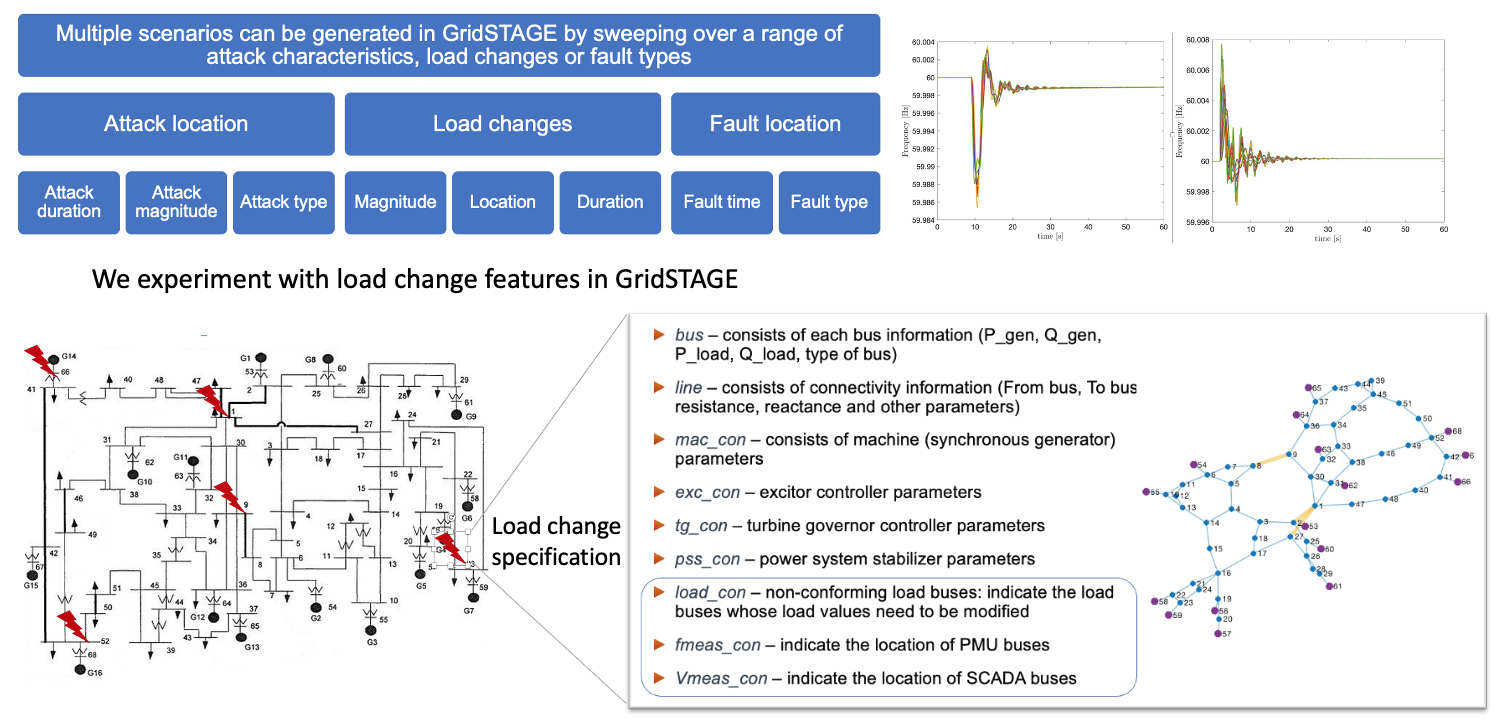 Multiple scenarios can be generated in GridSTAGE by sweeping over a range of
attack characteristics, load changes or fault types
Attack location
Load changes
Fault location
Attack
duration
Attack
magnitude
Attack type
Magnitude
Location
Duration
Fault time
Fault type
Frequency [Hz]
60.004
60.002
60
59.998
59.996
59.994
59.992
59.99
59.988
59.986
59.984
0 10 20 30 40 50 60
time [s]
Frequency [Hz]
60.008
60.006
60.004
60.002
60
59.998
59.996
0 10 20 30 40 50 60
time [s]
We experiment with load change features in GridSTAGE
G14
66
41
40
48
47
1
G1
53
2
G8
60
25
26
28
29
61
G9
27
24
31
62
G10
38
30
G11
63
32
33
34
35
46
49
42
67
G15
3
18
17
21
16
15
14
22
58
G6
19
20
G5
59
G7
9
4
5
6
8
7
54
G2
12
11
13
10
55
G3
51
50
52
68
G16
45
44
39
43
36
64
G12
37
65
G13
Load change
specification
bus – consists of each bus information (P_gen, Q_gen,
P_load, Q_load, type of bus)
line – consists of connectivity information (From bus, To bus
resistance, reactance and other parameters)
mac_con – consists of machine (synchronous generator)
parameters
exc_con – excitor controller parameters
tg_con – turbine governor controller parameters
pss_con – power system stabilizer parameters
load_con – non-conforming load buses: indicate the load
buses whose load values need to be modified
fmeas_con – indicate the location of PMU buses
Vmeas_con – indicate the location of SCADA buses
65
43
44
39
45
37
64
35
51
50
36
34
52
68
63
33
9
32
38
46
49
42
6
54
7
8
6
5
30
31
62
41
66
40
48
47
1
55
10
11
12
13
4
14
3
2
53
27
25
60
26
18
17
15
28
29
61
16
21
24
22
58
23
59
19
56
20
57